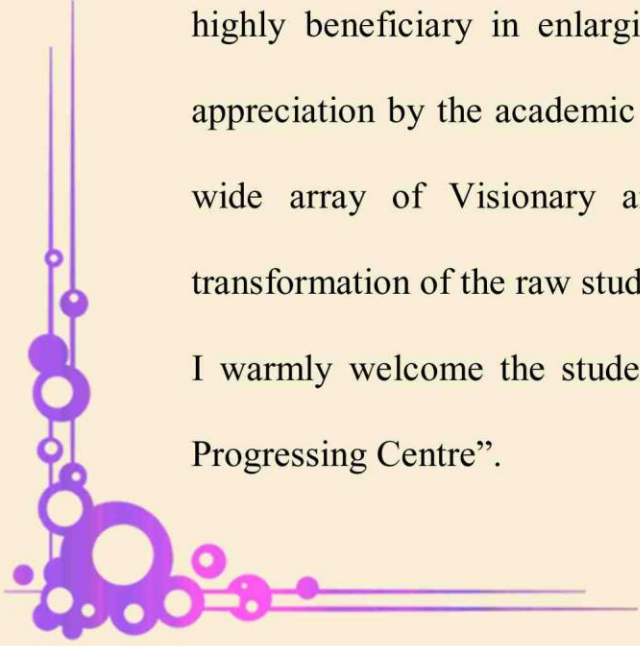 highly beneficiary in enlargi
appreciation by the academic
wide array of Visionary a
transformation of the raw stud
I warmly welcome the stude
Progressing Centre”.